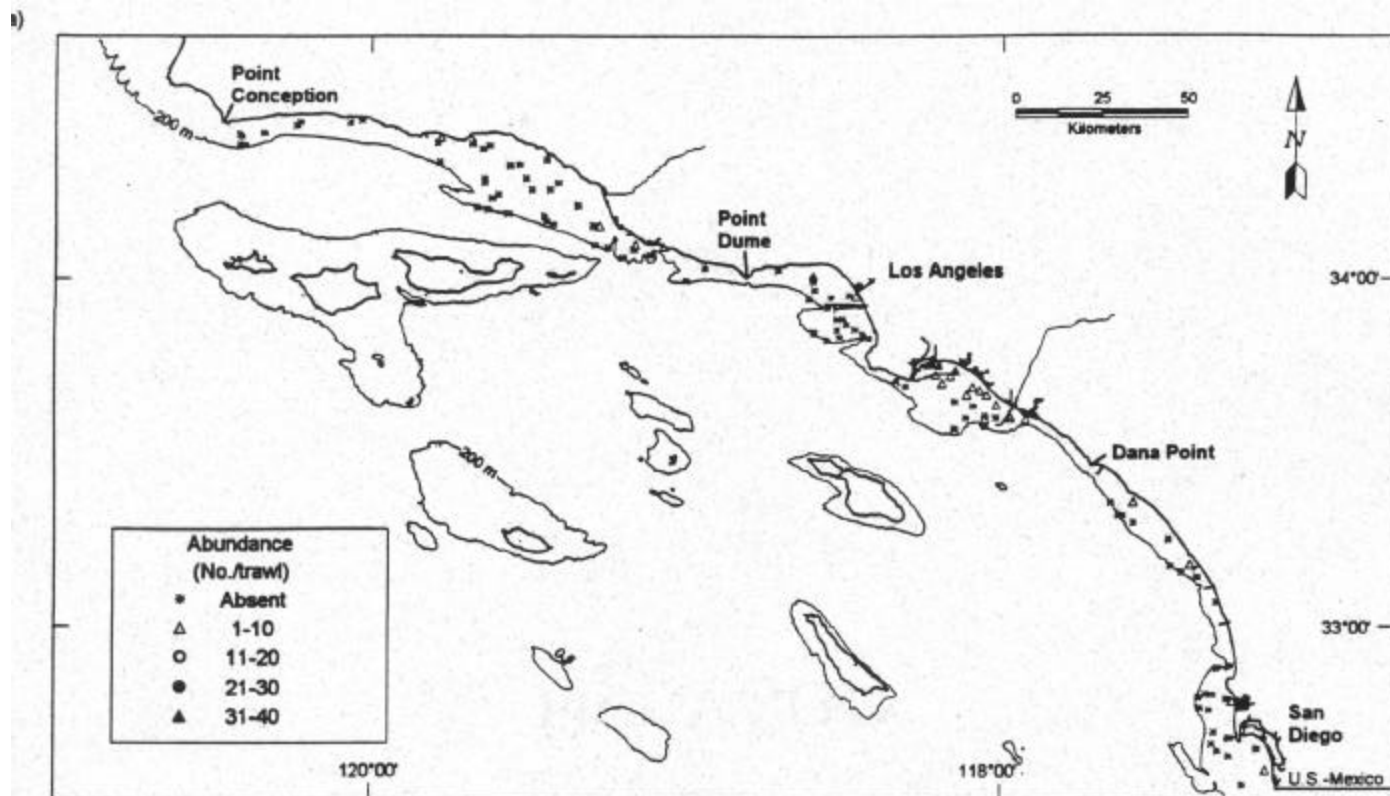 a)
Point
Conception
200 m
0 25 50
Kilometers
N
Point
Dume
Los Angeles
34°00'
Dana Point
200 m
Abundance
(No./trawl)
Absent
1-10
11-20
21-30
31-40
33°00'
San
Diego
U.S.-Mexico
120°00'
118°00'